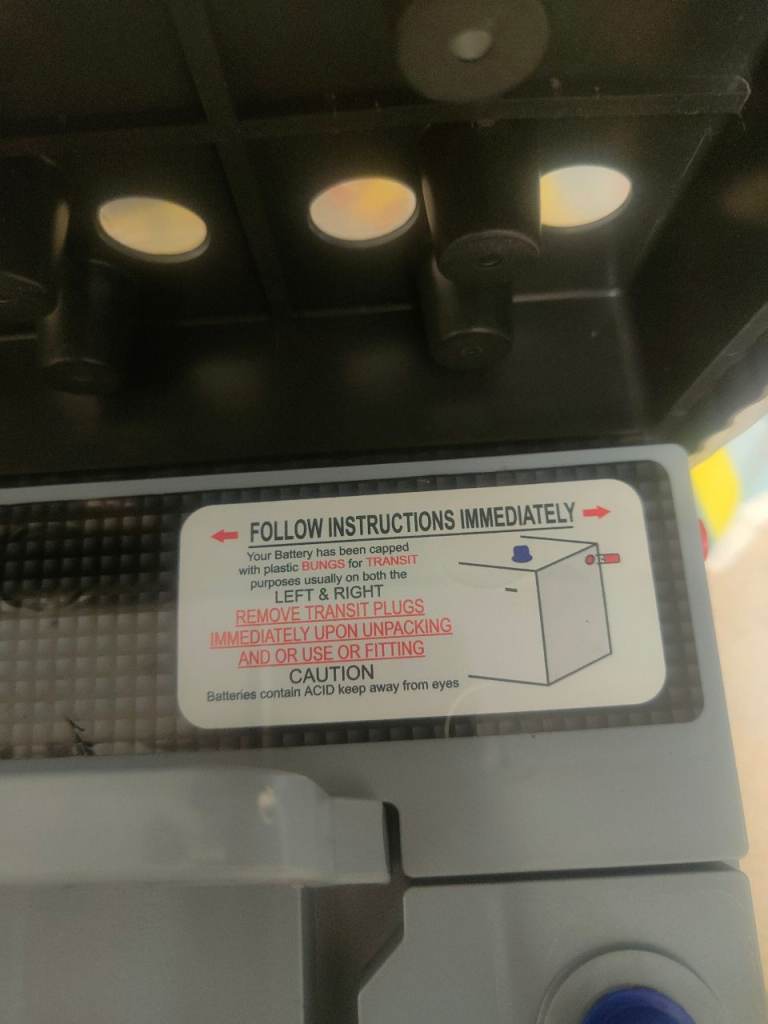 FOLLOW INSTRUCTIONS IMMEDIATELY
Your Battery has been capped
with plastic BUNGS for TRANSIT
purposes usually on both the
LEFT & RIGHT
REMOVE TRANSIT PLUGS
IMMEDIATELY UPON UNPACKING
AND OR USE OR FITTING
CAUTION
Batteries contain ACID keep away from eyes